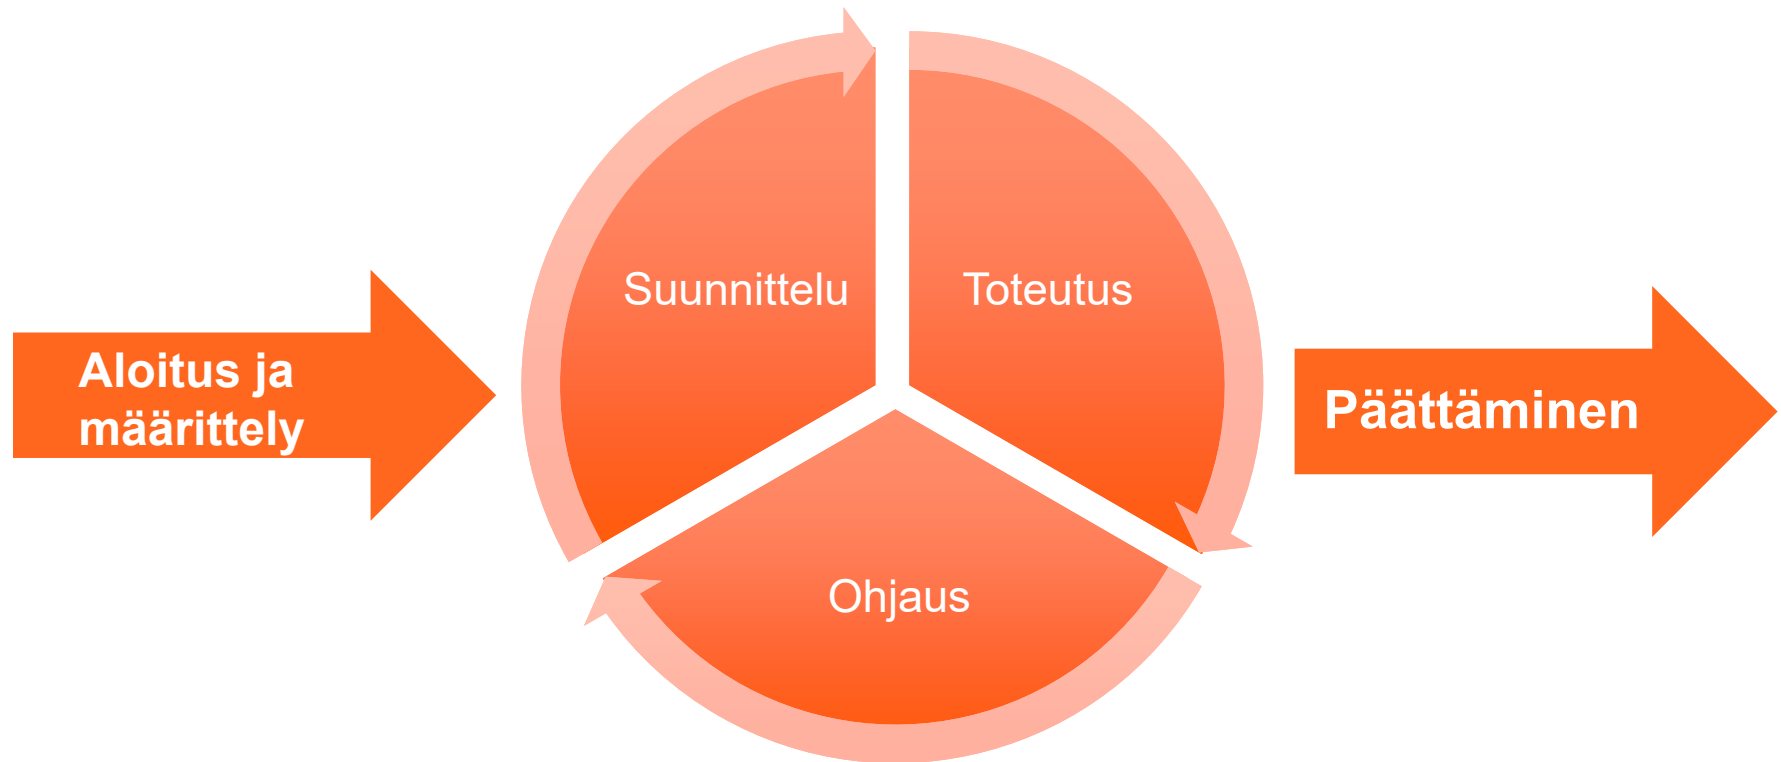 Aloitus ja
määrittely
Suunnittelu
Toteutus
Ohjaus
Päättäminen